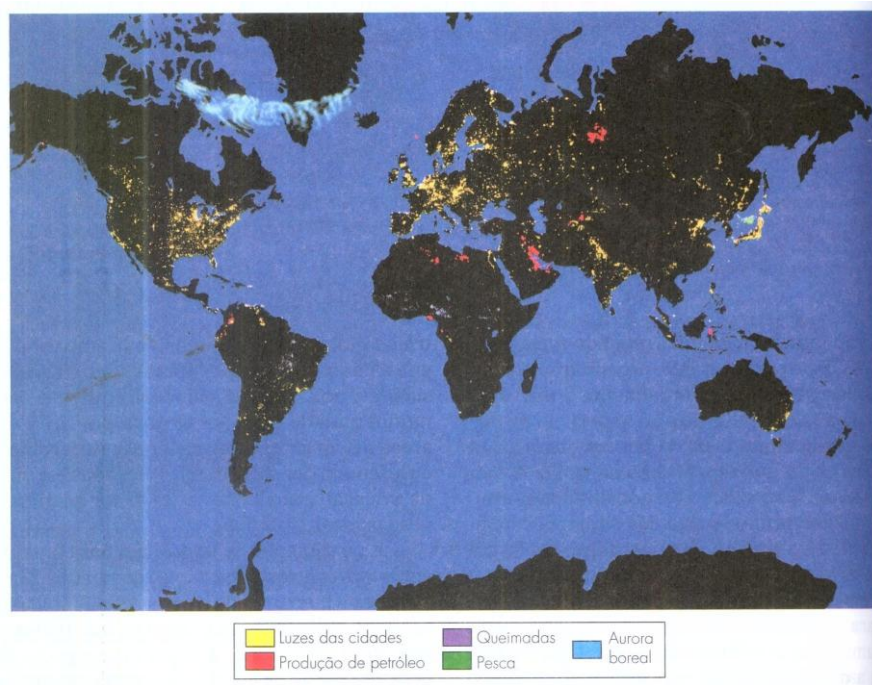 Luzes das cidades
Produção de petróleo
Queimadas
Pesca
Aurora
boreal